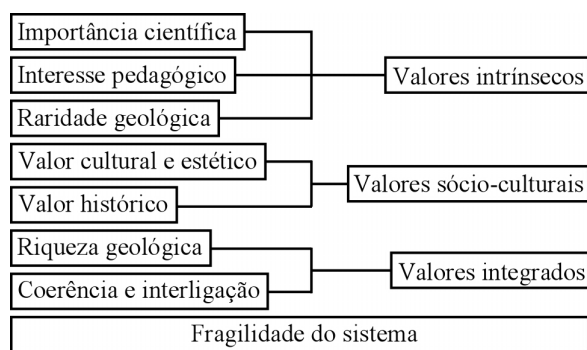 Importância científica
Interesse pedagógico
Valores intrínsecos
Raridade geológica
Valor cultural e estético
Valores sócio-culturais
Valor histórico
Riqueza geológica
Valores integrados
Coerência e interligação
Fragilidade do sistema